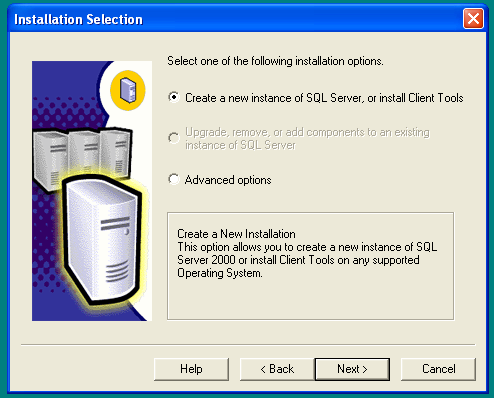 Installation Selection
Select one of the following installation options.
Create a new instance of SQL Server, or install Client Tools
Upgrade, remove, or add components to an existing
instance of SQL Server
Advanced options
Create a New Installation
This option allows you to create a new instance of SQL
Server 2000 or install Client Tools on any supported
Operating System.
Help
< Back
Next >
Cancel